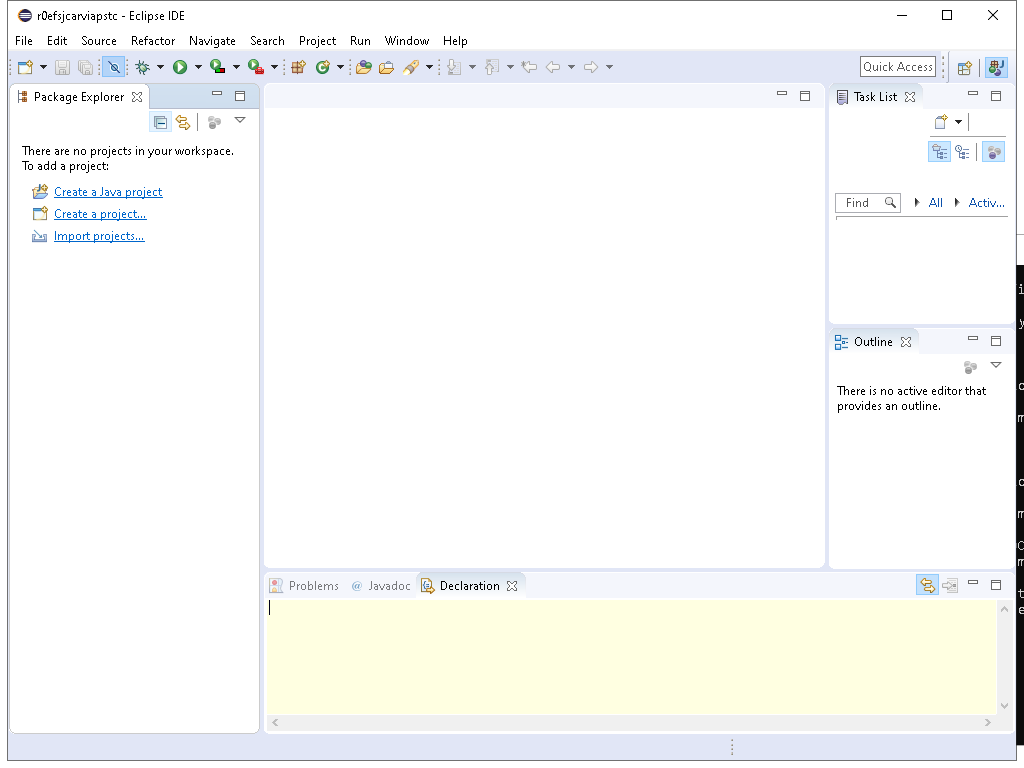 r0efsjcarviapstc - Eclipse IDE
File Edit Source Refactor Navigate Search Project Run Window Help
Quick Access
Package Explorer
There are no projects in your workspace.
To add a project:
Create a Java project
Create a project...
Import projects...
Task List
Find All Activ...
Outline
There is no active editor that
provides an outline.
Problems @ Javadoc Declaration